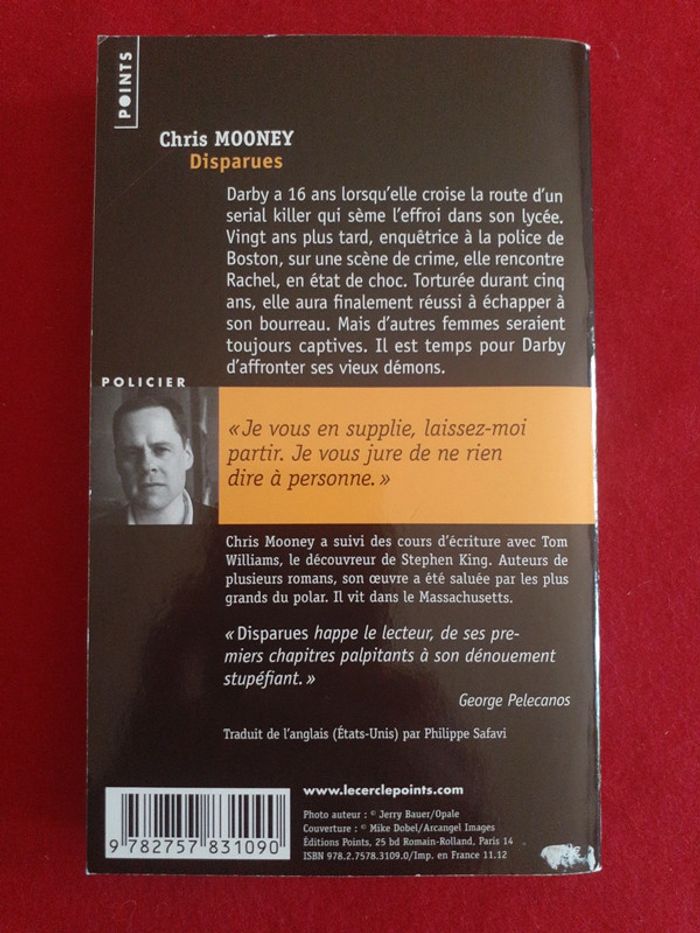 POINTS
Chris MOONEY
Disparues
Darby a 16 ans lorsqu'elle croise la route d'un
serial killer qui sème l'effroi dans son lycée.
Vingt ans plus tard, enquêtrice à la police de
Boston, sur une scène de crime, elle rencontre
Rachel, en état de choc. Torturée durant cinq
ans, elle aura finalement réussi à échapper à
son bourreau. Mais d'autres femmes seraient
toujours captives. Il est temps pour Darby
d'affronter ses vieux démons.
POLICIER
« Je vous en supplie, laissez-moi
partir. Je vous jure de ne rien
dire à personne. »
Chris Mooney a suivi des cours d'écriture avec Tom
Williams, le découvreur de Stephen King. Auteurs de
plusieurs romans, son œuvre a été saluée par les plus
grands du polar. Il vit dans le Massachusetts.
« Disparues happe le lecteur, de ses pre-
miers chapitres palpitants à son dénouement
stupéfiant. »
George Pelecanos
Traduit de l'anglais (États-Unis) par Philippe Safavi
www.lecerclepoints.com
Photo auteur : © Jerry Bauer/Opale
Couverture : © Mike Dobel/Arcangel Images
Éditions Points, 25 bd Romain-Rolland, Paris 14
ISBN 978.2.7578.3109.0/Imp. en France 11.12
9 782757 831090